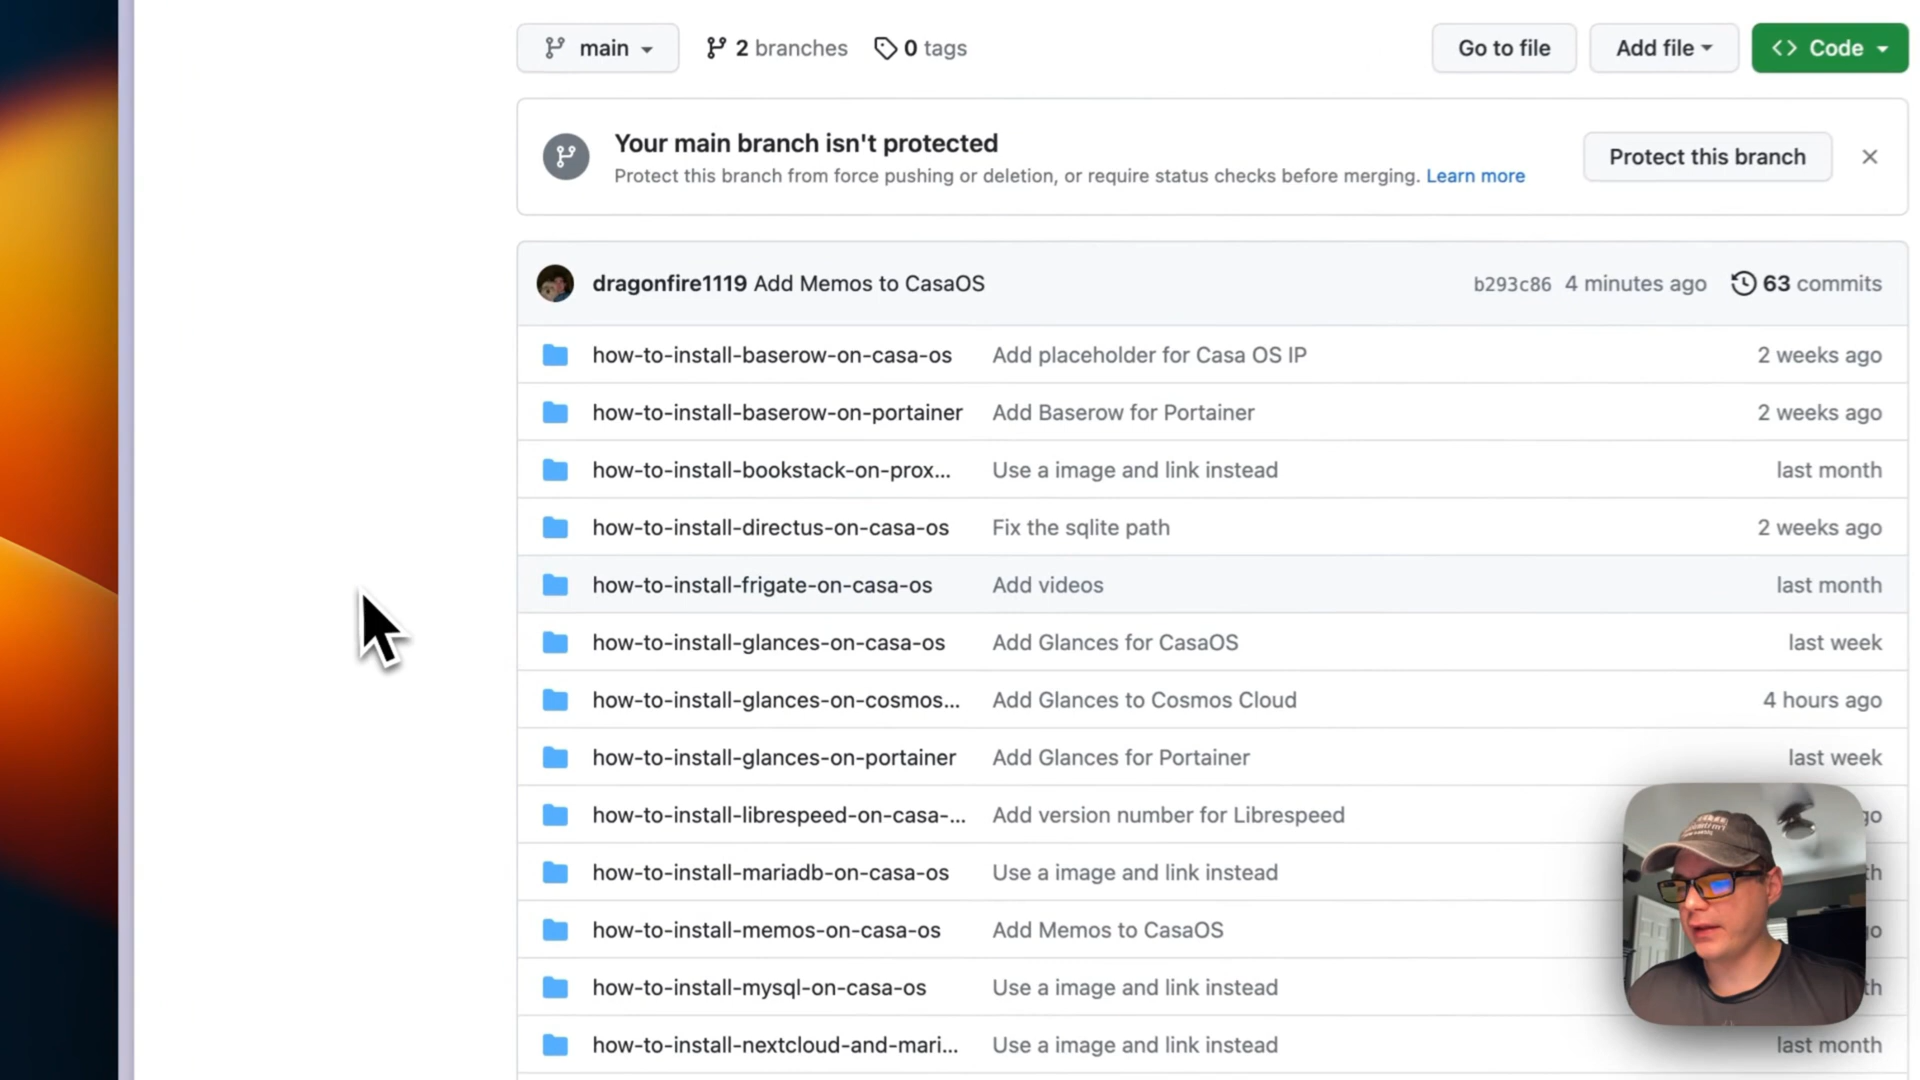 main
2 branches
0 tags
Go to file
Add file
Code
Your main branch isn't protected
Protect this branch from force pushing or deletion, or require status checks before merging. Learn more
Protect this branch
dragonfire1119 Add Memos to CasaOS b293c86 4 minutes ago 63 commits
how-to-install-baserow-on-casa-os Add placeholder for Casa OS IP 2 weeks ago
how-to-install-baserow-on-portainer Add Baserow for Portainer 2 weeks ago
how-to-install-bookstack-on-prox... Use a image and link instead last month
how-to-install-directus-on-casa-os Fix the sqlite path 2 weeks ago
how-to-install-frigate-on-casa-os Add videos last month
how-to-install-glances-on-casa-os Add Glances for CasaOS last week
how-to-install-glances-on-cosmos... Add Glances to Cosmos Cloud 4 hours ago
how-to-install-glances-on-portainer Add Glances for Portainer last week
how-to-install-librespeed-on-casa-... Add version number for Librespeed go
how-to-install-mariadb-on-casa-os Use a image and link instead th
how-to-install-memos-on-casa-os Add Memos to CasaOS go
how-to-install-mysql-on-casa-os Use a image and link instead th
how-to-install-nextcloud-and-mari... Use a image and link instead last month